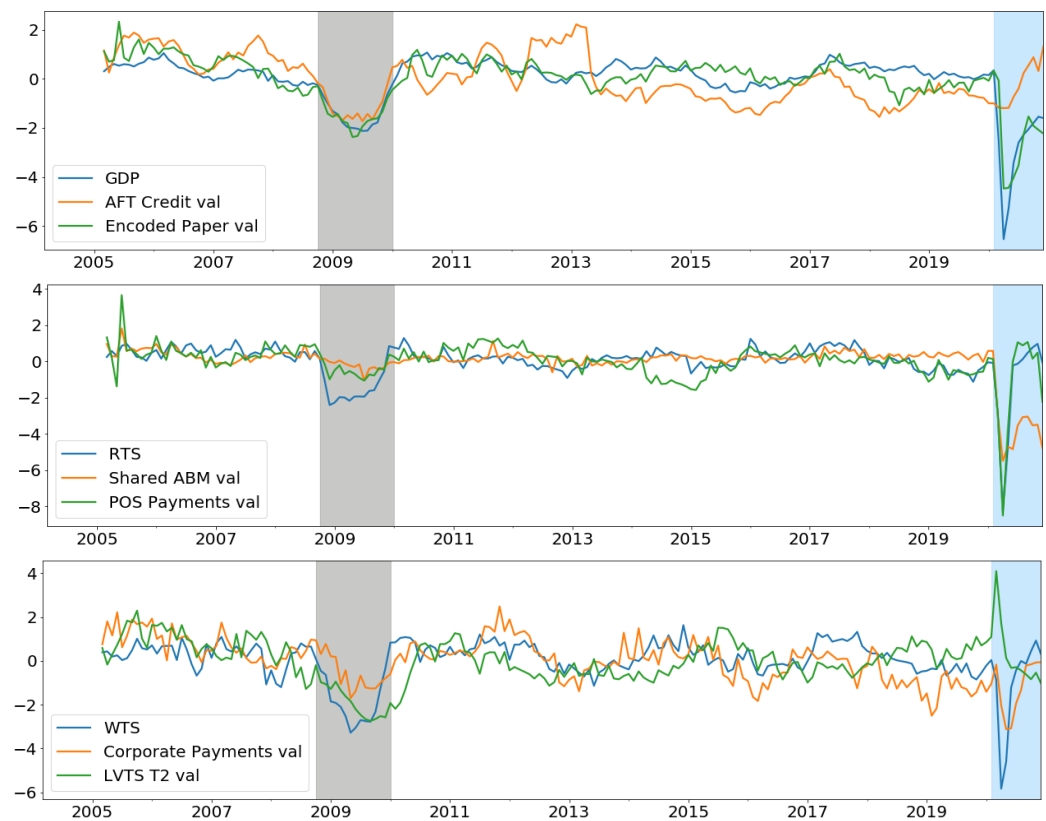 2
0
−2
−4
−6
GDP
AFT Credit val
Encoded Paper val
2005 2007 2009 2011 2013 2015 2017 2019
4
2
0
−2
−4
−6
−8
RTS
Shared ABM val
POS Payments val
2005 2007 2009 2011 2013 2015 2017 2019
4
2
0
−2
−4
−6
WTS
Corporate Payments val
LVTS T2 val
2005 2007 2009 2011 2013 2015 2017 2019